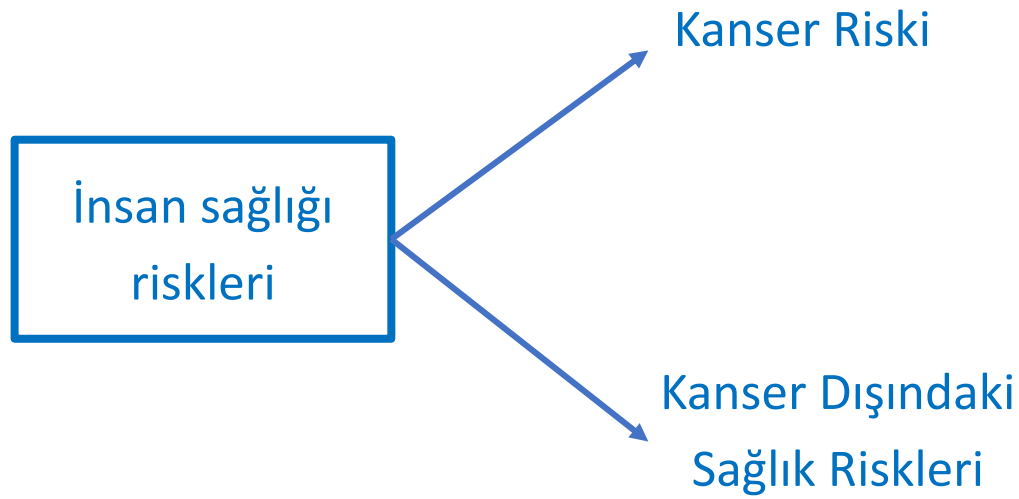 Kanser Riski
İnsan sağlığı
riskleri
Kanser Dışındaki
Sağlık Riskleri